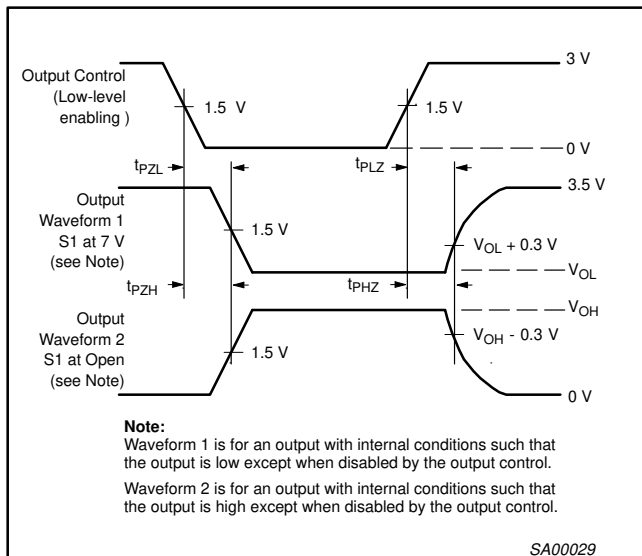 Output Control
(Low-level
enabling )
3 V
1.5 V
1.5 V
0 V
tPZL
tPLZ
Output
Waveform 1
S1 at 7 V
(see Note)
3.5 V
1.5 V
VOL + 0.3 V
VOL
tPZH
tPHZ
VOH
Output
Waveform 2
S1 at Open
(see Note)
1.5 V
VOH - 0.3 V
0 V
Note:
Waveform 1 is for an output with internal conditions such that
the output is low except when disabled by the output control.
Waveform 2 is for an output with internal conditions such that
the output is high except when disabled by the output control.
SA00029